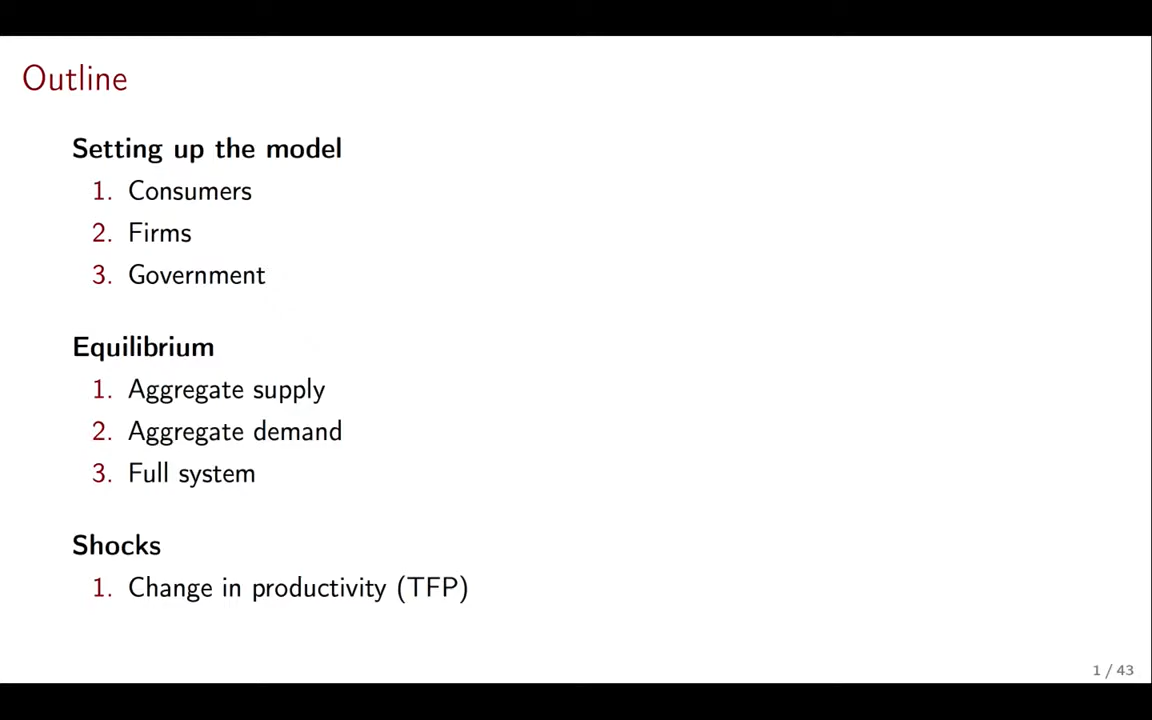 Outline
Setting up the model
1. Consumers
2. Firms
3. Government
Equilibrium
1. Aggregate supply
2. Aggregate demand
3. Full system
Shocks
1. Change in productivity (TFP)
1 / 43